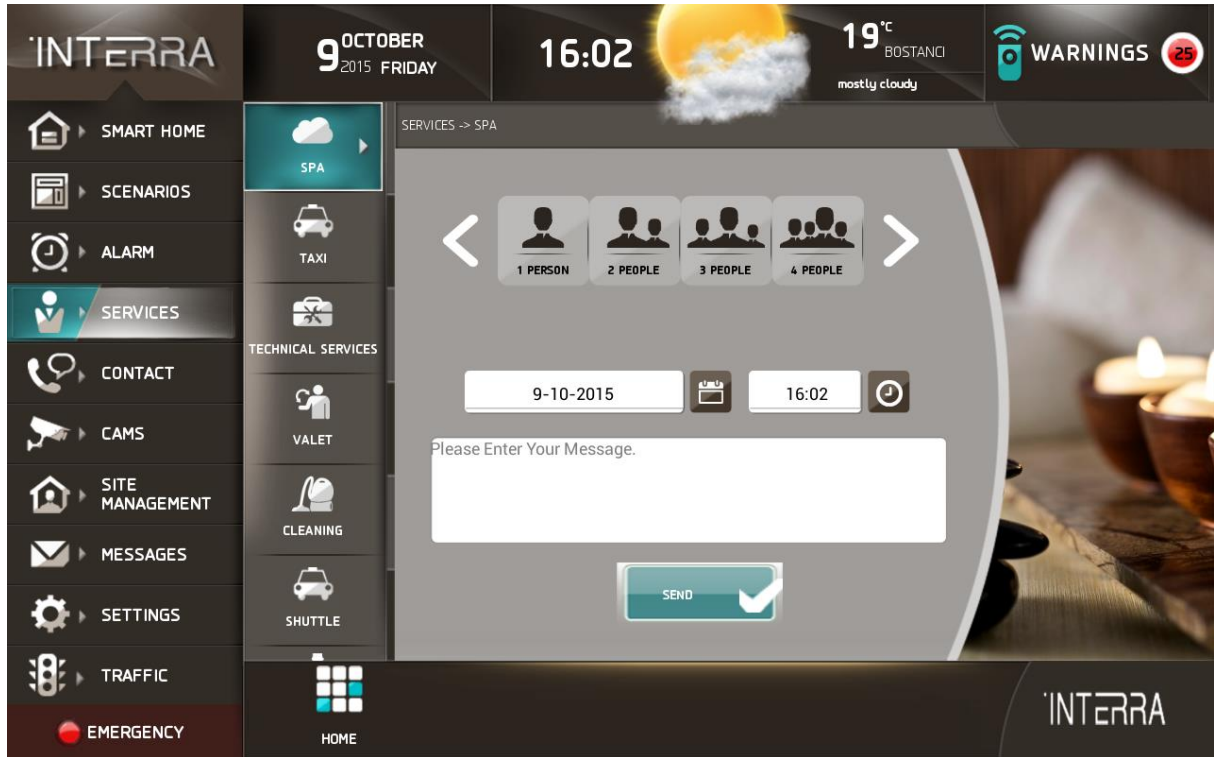 INTERRA
9 OCTOBER
2015 FRIDAY
16:02
19°C
BOSTANCI
mostly cloudy
WARNINGS 25
SMART HOME
SCENARIOS
ALARM
SERVICES
CONTACT
CAMS
SITE
MANAGEMENT
MESSAGES
SETTINGS
TRAFFIC
EMERGENCY
SPA
TAXI
TECHNICAL SERVICES
VALET
CLEANING
SHUTTLE
SERVICES -> SPA
1 PERSON
2 PEOPLE
3 PEOPLE
4 PEOPLE
9-10-2015
16:02
Please Enter Your Message.
SEND
HOME
INTERRA